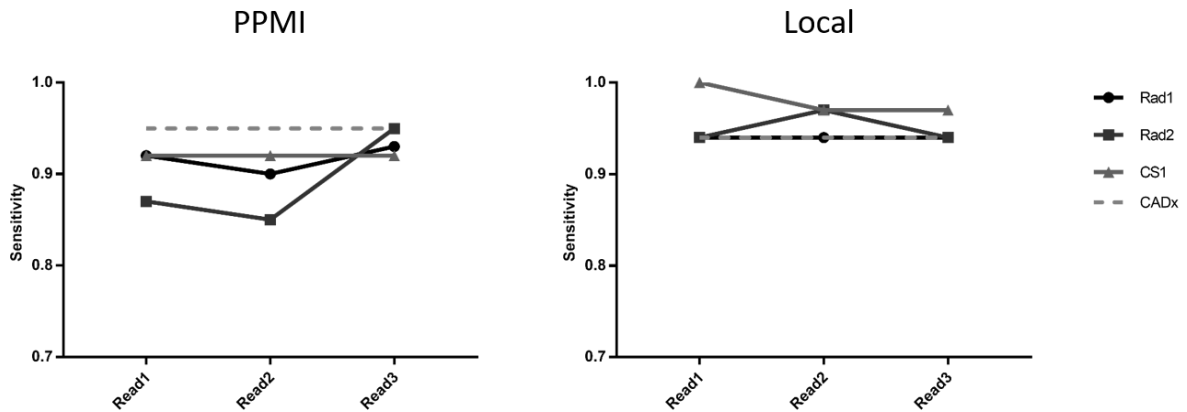 PPMI
1.0
0.9
0.8
0.7
Sensitivity
Read1
Read2
Read3
Local
1.0
0.9
0.8
0.7
Sensitivity
Read1
Read2
Read3
Rad1
Rad2
CS1
CADx